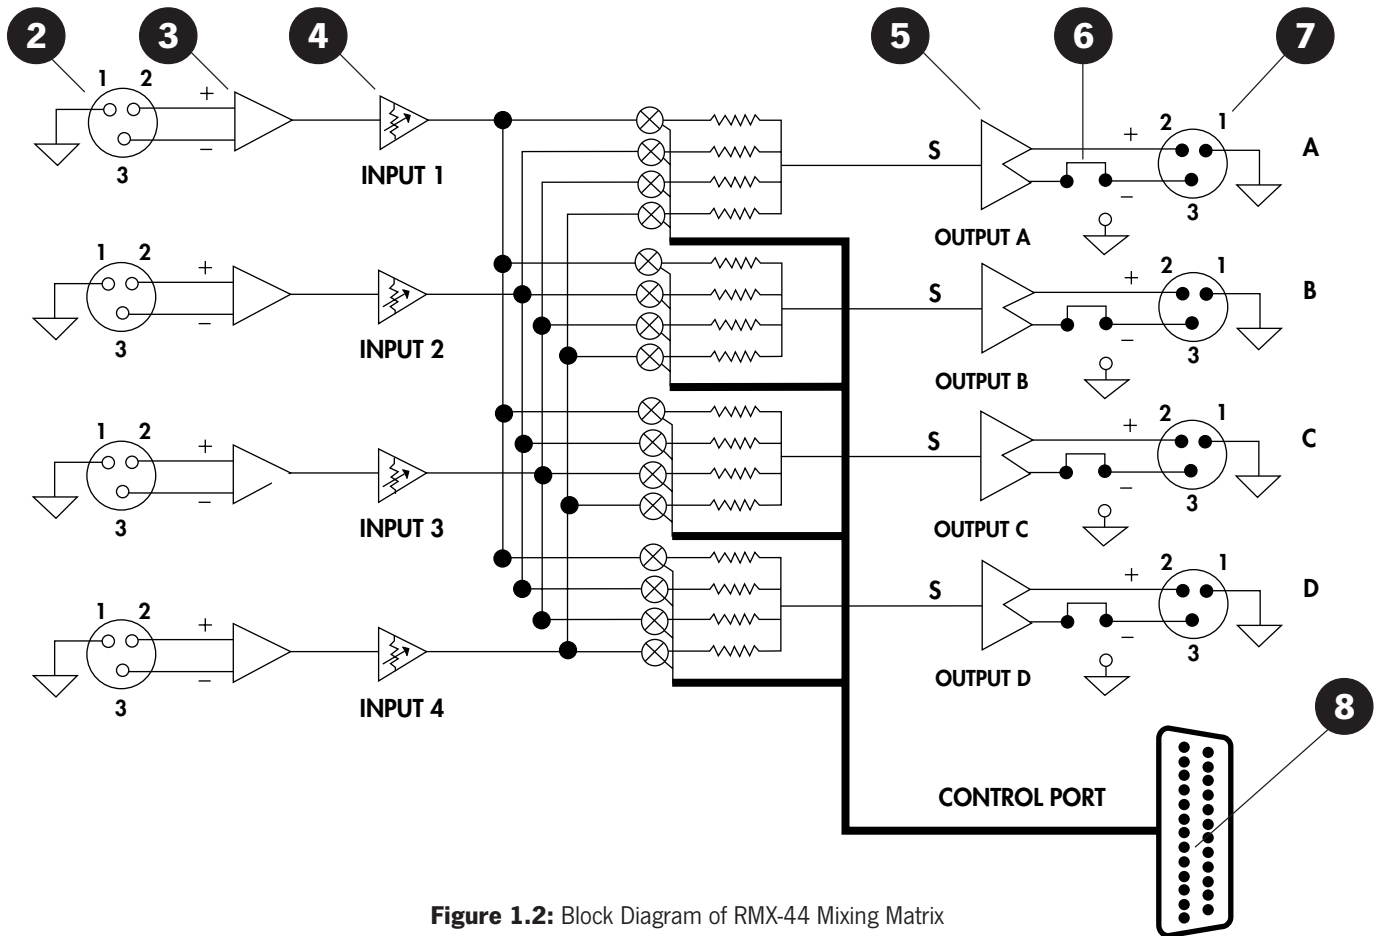 2 3 4 5 6 7
1 2 + − 3
INPUT 1
S
OUTPUT A
+ − 2 1 3
A
1 2 + − 3
INPUT 2
S
OUTPUT B
+ − 2 1 3
B
1 2 + − 3
INPUT 3
S
OUTPUT C
+ − 2 1 3
C
1 2 + − 3
INPUT 4
S
OUTPUT D
+ − 2 1 3
D
8
CONTROL PORT
Figure 1.2: Block Diagram of RMX-44 Mixing Matrix